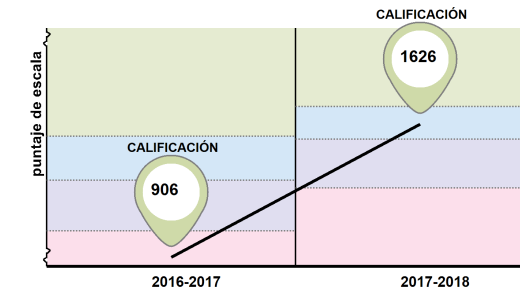 CALIFICACIÓN
1626
puntaje de escala
CALIFICACIÓN
906
2016-2017
2017-2018